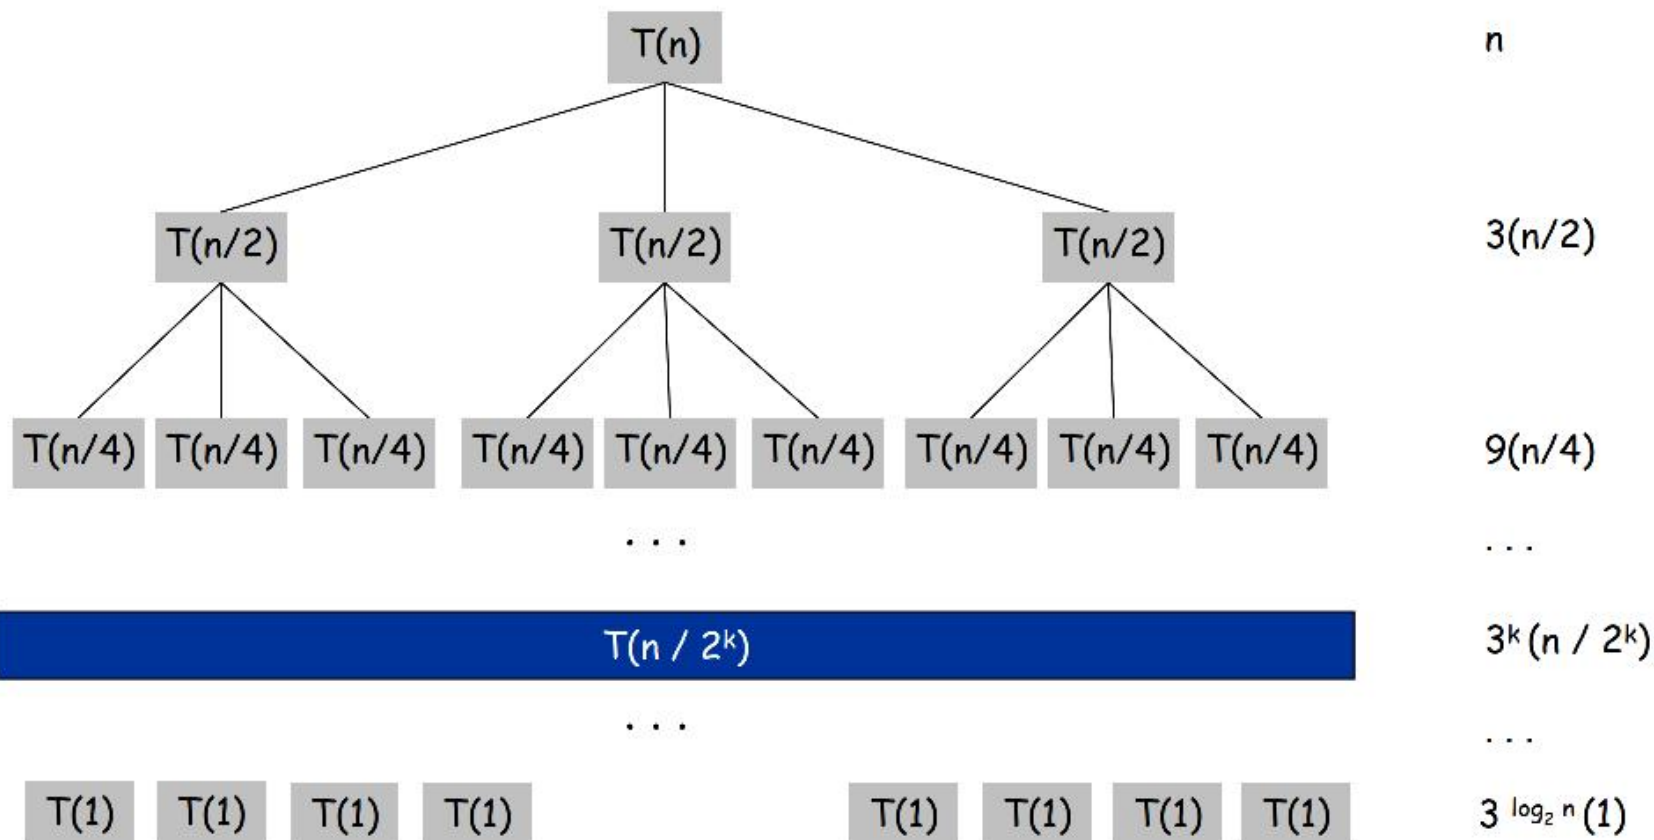 T(n) n
T(n/2) T(n/2) T(n/2) 3(n/2)
T(n/4) T(n/4) T(n/4) T(n/4) T(n/4) T(n/4) T(n/4) T(n/4) T(n/4) 9(n/4)
. . . . . .
T(n / 2ᵏ) 3ᵏ (n / 2ᵏ)
. . . . . .
T(1) T(1) T(1) T(1) T(1) T(1) T(1) T(1) 3 ˡᵒᵍ₂ ⁿ (1)